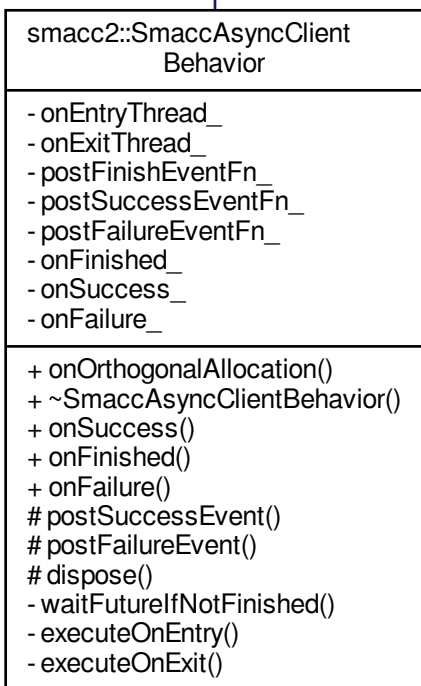 smacc2::SmaccAsyncClient
Behavior
- onEntryThread_
- onExitThread_
- postFinishEventFn_
- postSuccessEventFn_
- postFailureEventFn_
- onFinished_
- onSuccess_
- onFailure_
+ onOrthogonalAllocation()
+ ~SmaccAsyncClientBehavior()
+ onSuccess()
+ onFinished()
+ onFailure()
# postSuccessEvent()
# postFailureEvent()
# dispose()
- waitFutureIfNotFinished()
- executeOnEntry()
- executeOnExit()